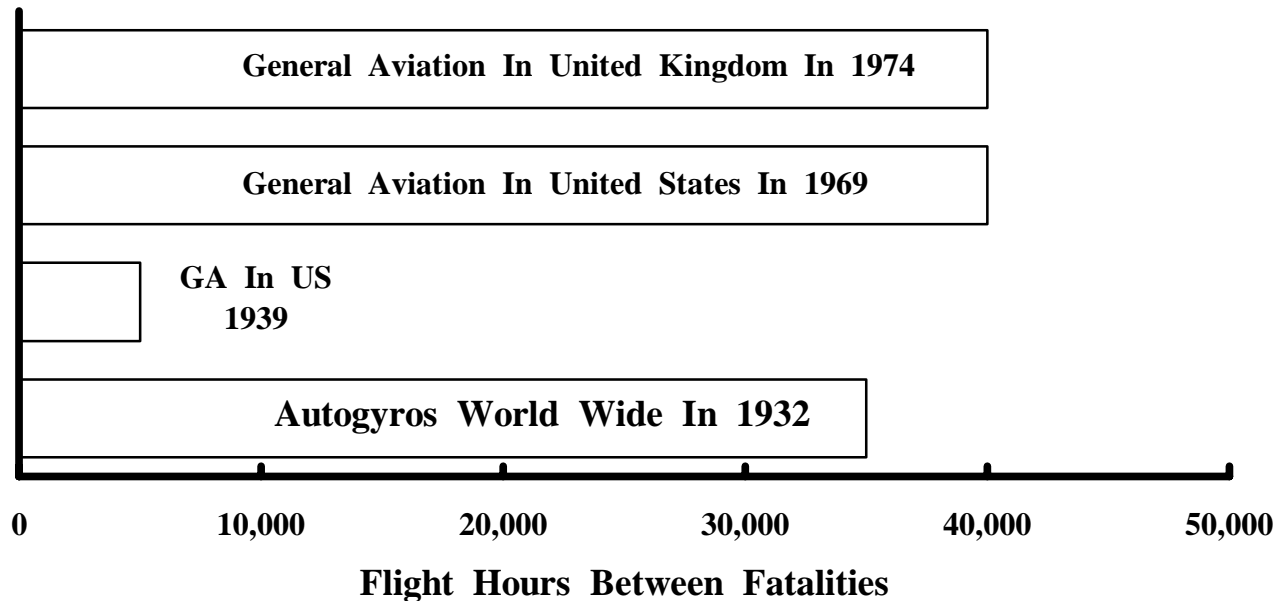 General Aviation In United Kingdom In 1974
General Aviation In United States In 1969
GA In US
1939
Autogyros World Wide In 1932
0 10,000 20,000 30,000 40,000 50,000
Flight Hours Between Fatalities